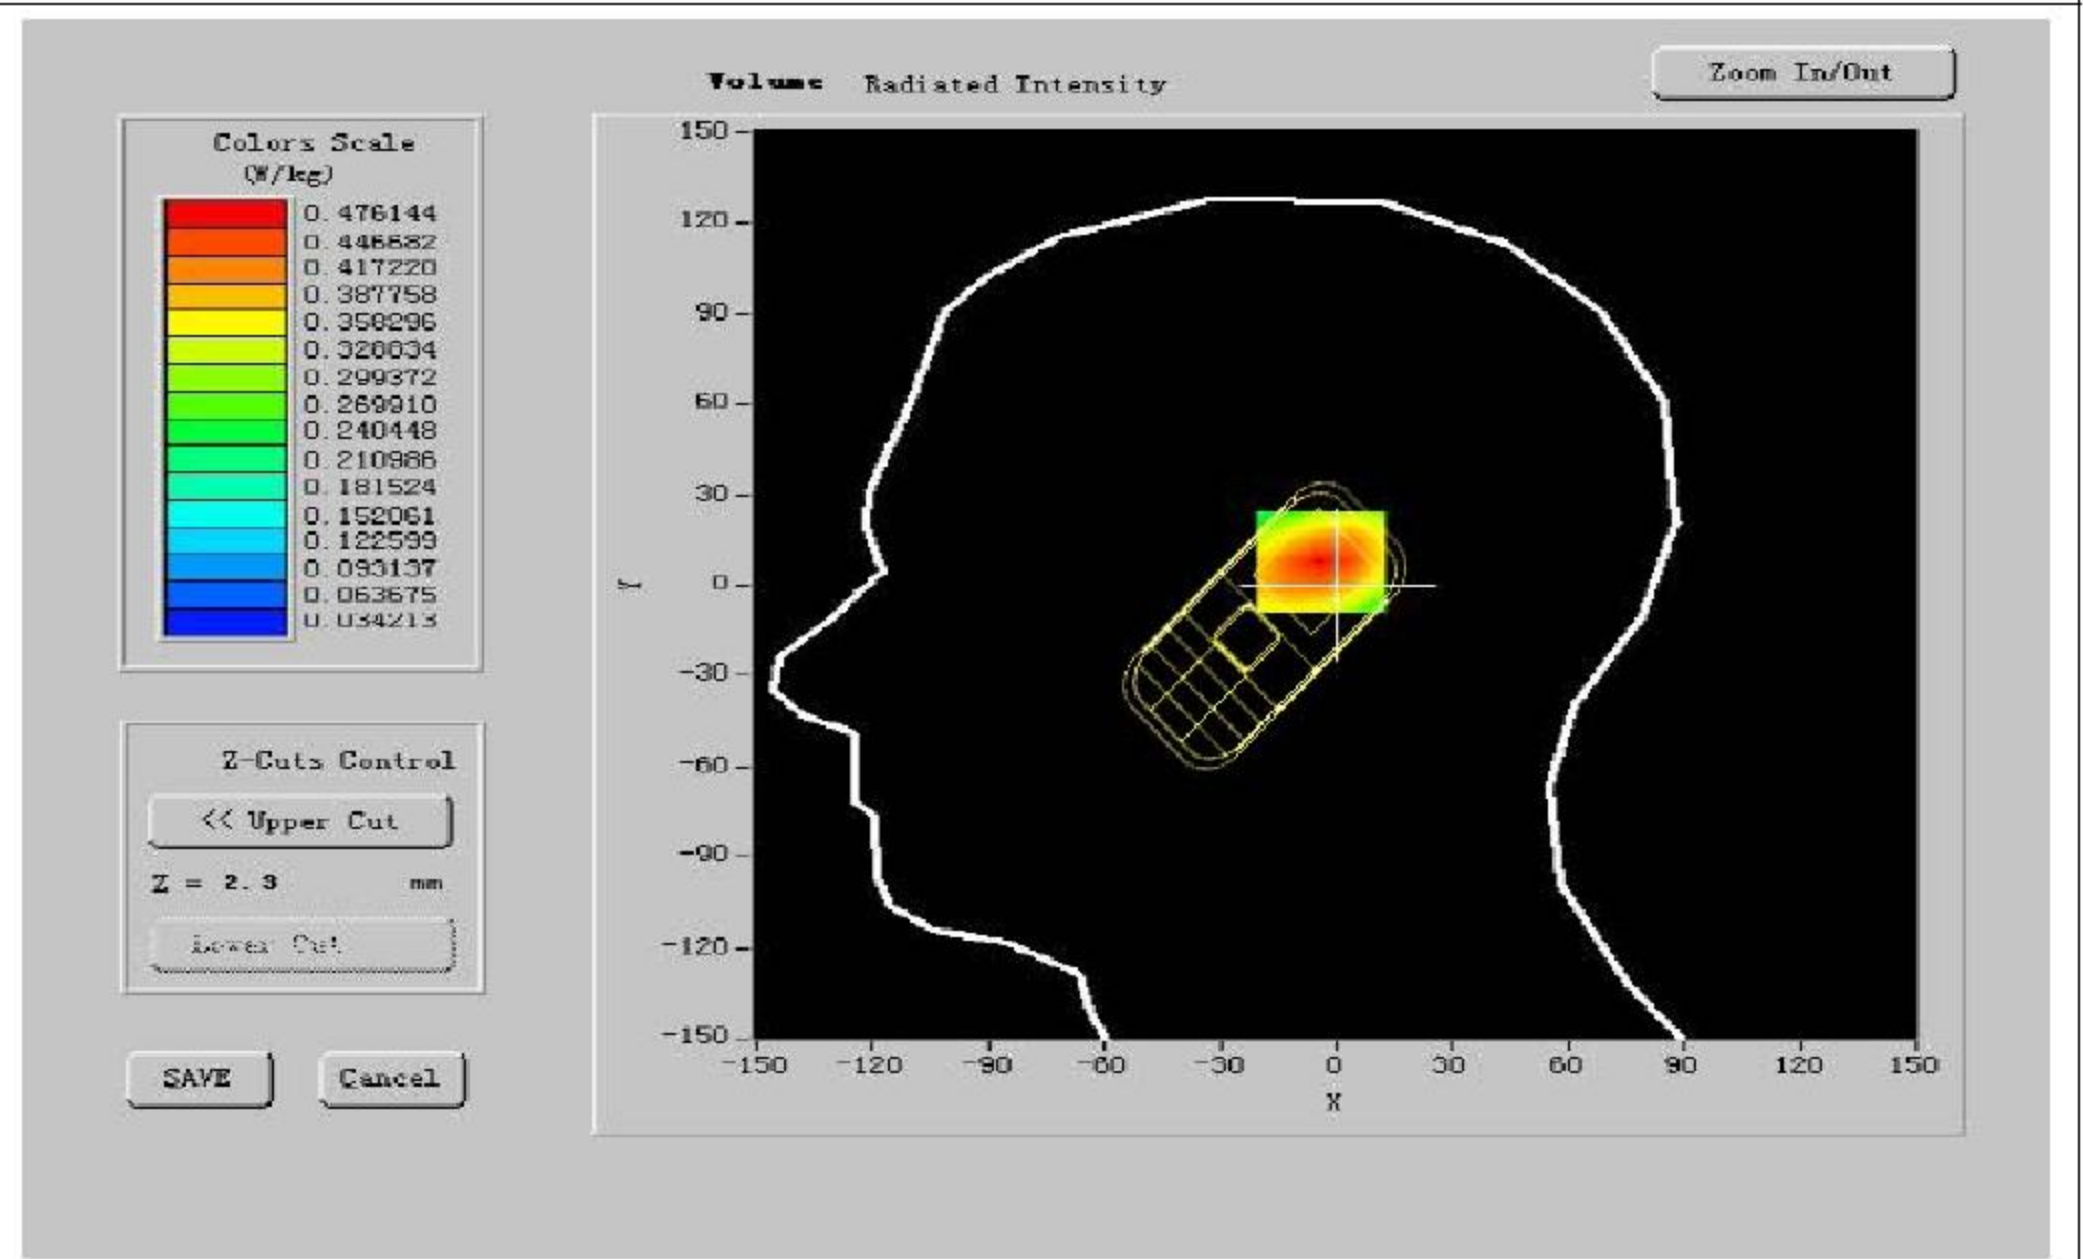 Volume Radiated Intensity
Zoom In/Out
Colors Scale
(W/kg)
0.476144
0.446682
0.417220
0.387758
0.358296
0.328834
0.299372
0.269910
0.240448
0.210986
0.181524
0.152061
0.122599
0.093137
0.063675
0.034213
Z-Cuts Control
<< Upper Cut
Z = 2.3 mm
Lower Cut
SAVE
Cancel
150
120
90
60
30
0
-30
-60
-90
-120
-150
Y
-150 -120 -90 -60 -30 0 30 60 90 120 150
X